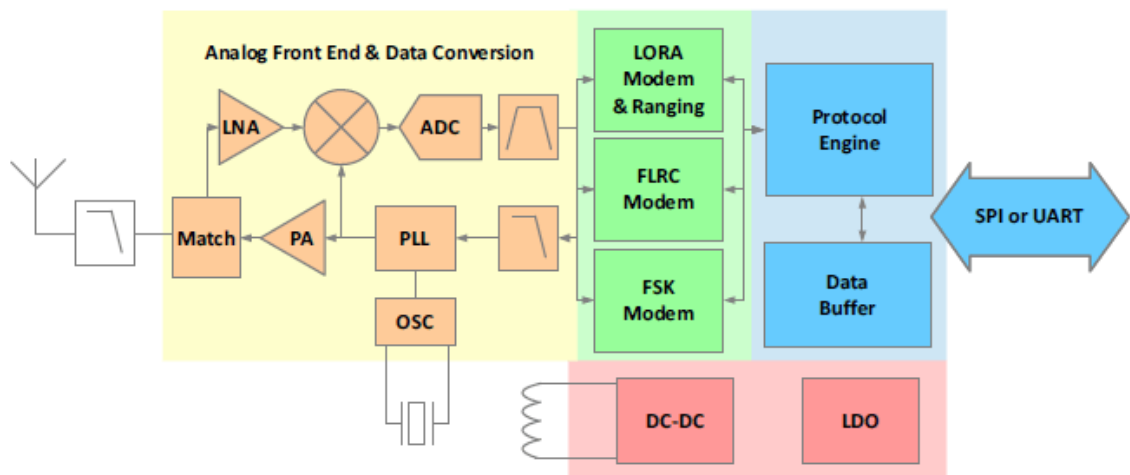 Analog Front End & Data Conversion
LNA
ADC
Match
PA
PLL
OSC
LORA
Modem
& Ranging
FLRC
Modem
FSK
Modem
Protocol
Engine
Data
Buffer
SPI or UART
DC-DC
LDO